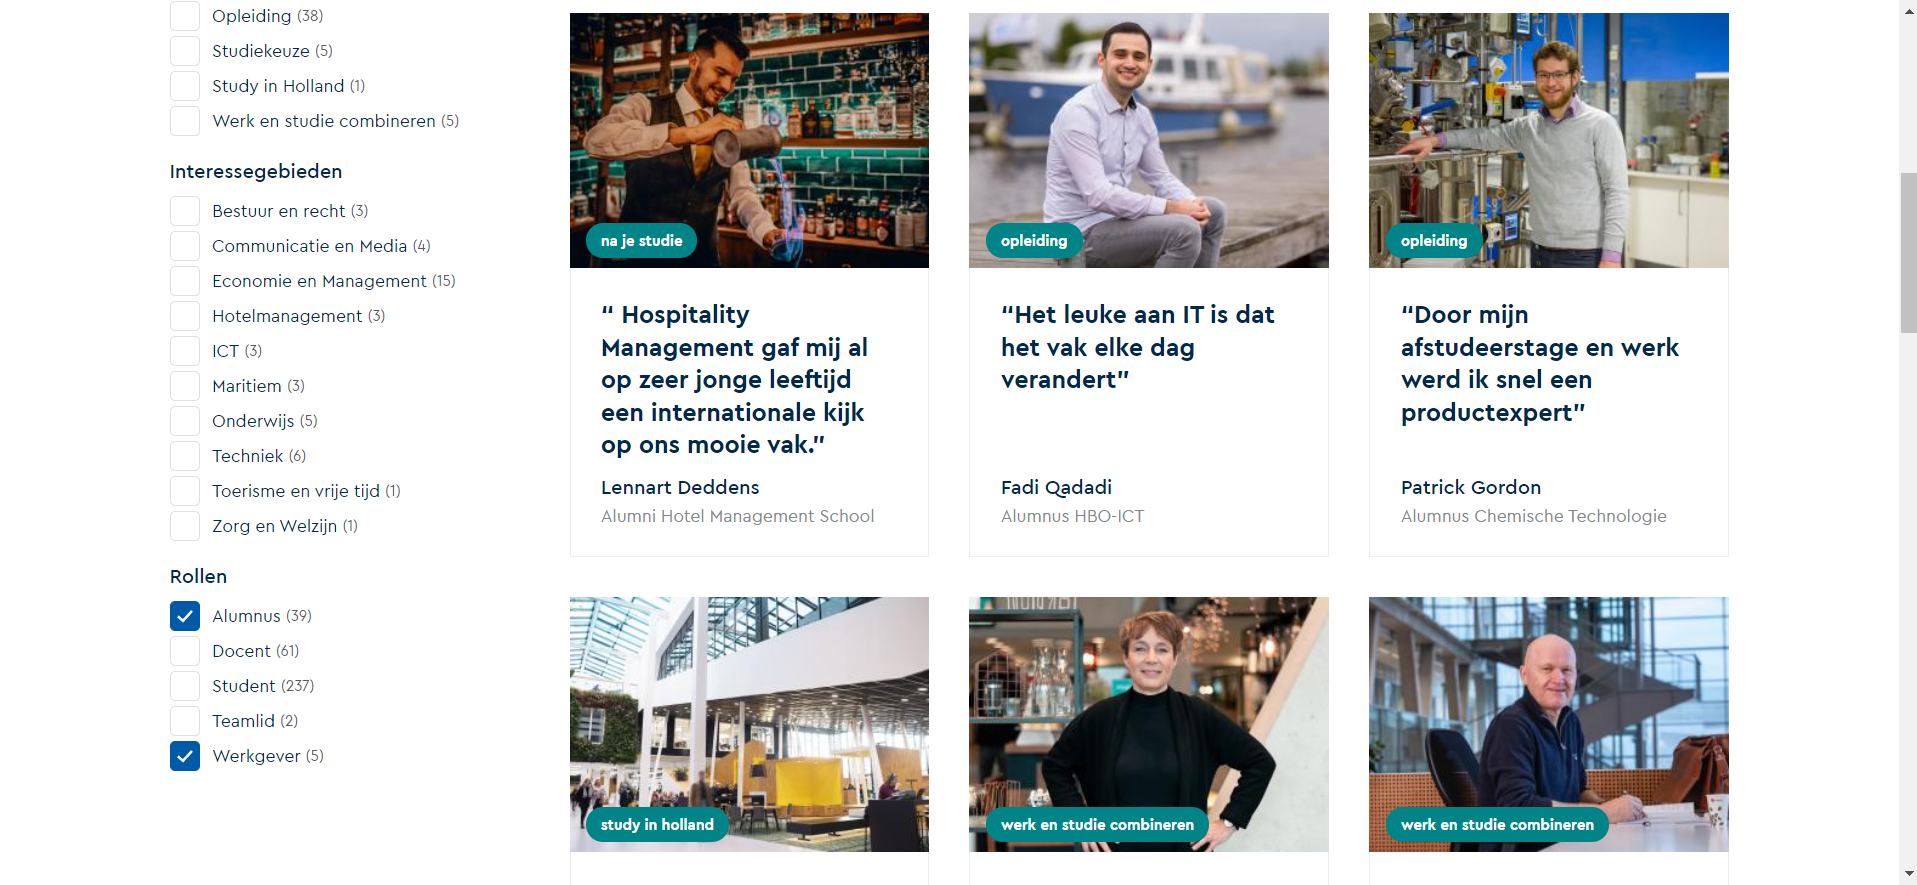 Opleiding (38)
Studiekeuze (5)
Study in Holland (1)
Werk en studie combineren (5)
Interessegebieden
Bestuur en recht (3)
Communicatie en Media (4)
Economie en Management (15)
Hotelmanagement (3)
ICT (3)
Maritiem (3)
Onderwijs (5)
Techniek (6)
Toerisme en vrije tijd (1)
Zorg en Welzijn (1)
Rollen
Alumnus (39)
Docent (61)
Student (237)
Teamlid (2)
Werkgever (5)
na je studie
“ Hospitality
Management gaf mij al
op zeer jonge leeftijd
een internationale kijk
op ons mooie vak.”
Lennart Deddens
Alumni Hotel Management School
opleiding
“Het leuke aan IT is dat
het vak elke dag
verandert”
Fadi Qadadi
Alumnus HBO-ICT
opleiding
“Door mijn
afstudeerstage en werk
werd ik snel een
productexpert”
Patrick Gordon
Alumnus Chemische Technologie
study in holland
werk en studie combineren
werk en studie combineren